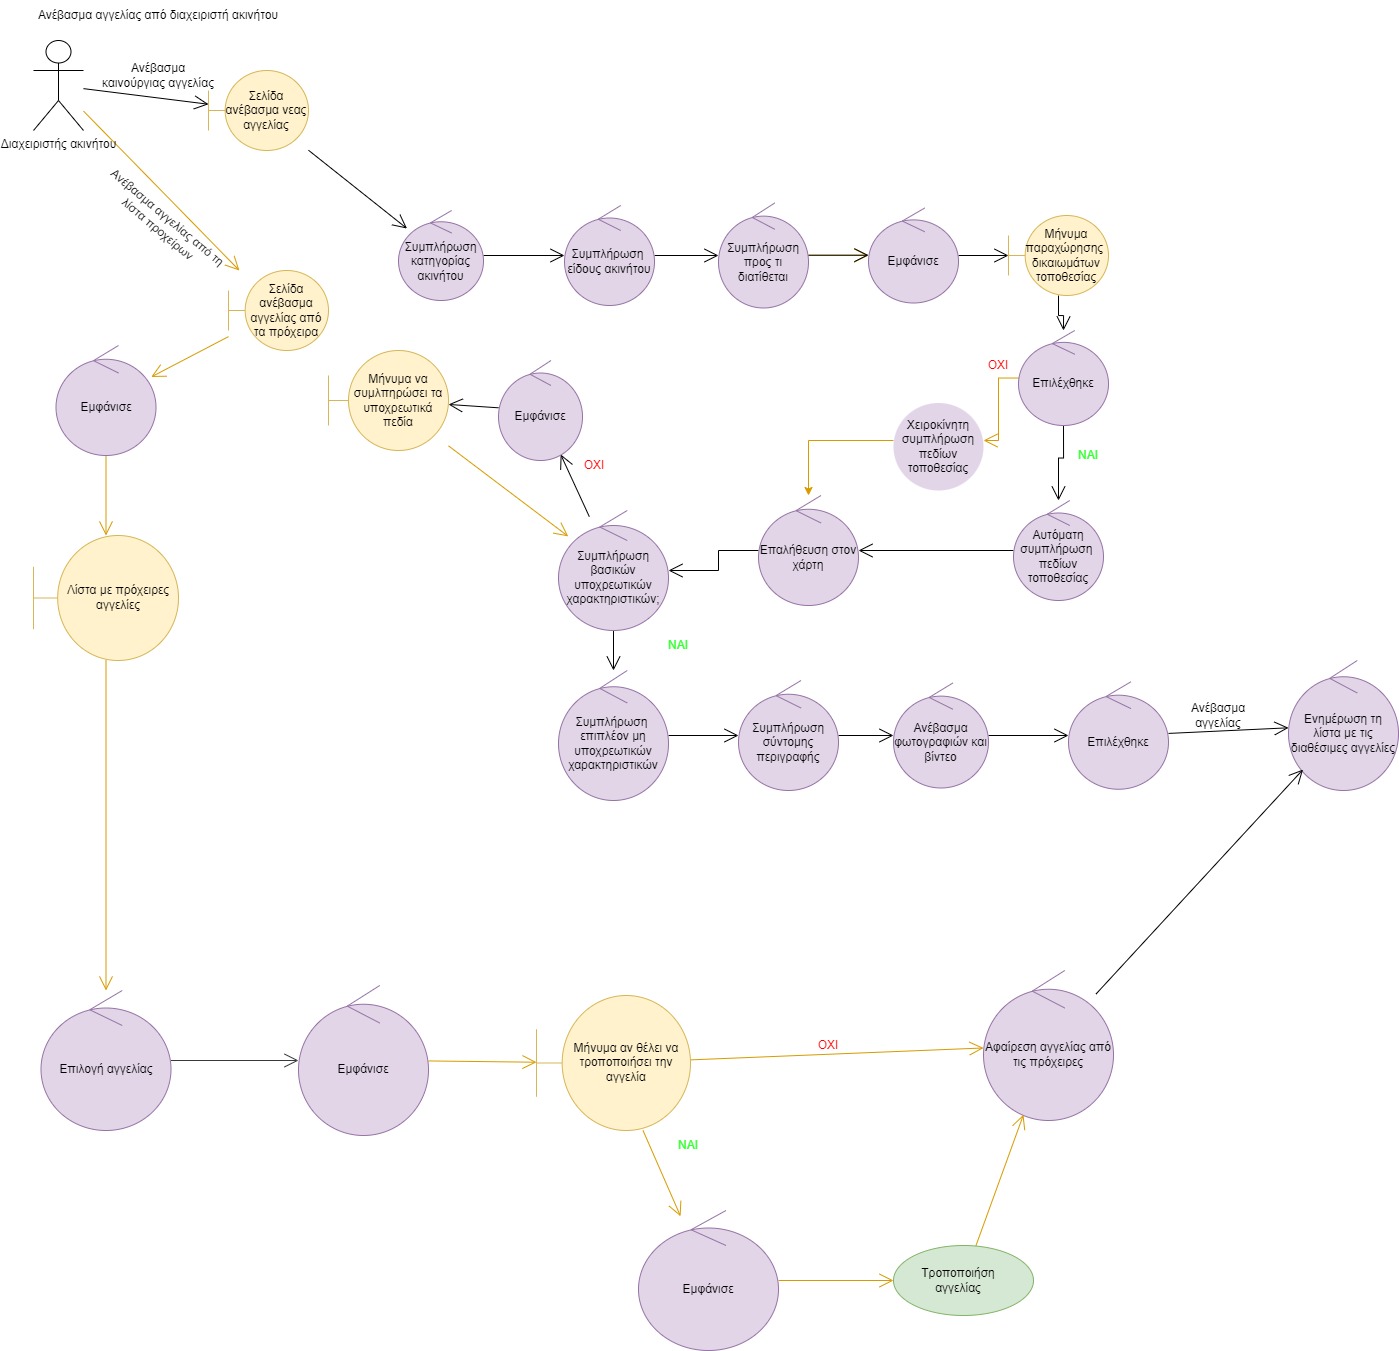 Ανέβασμα αγγελίας από διαχειριστή ακινήτου
Ανέβασμα
καινούργιας αγγελίας
Σελίδα
ανέβασμα νεας
αγγελίας
Διαχειριστής ακινήτου
Ανέβασμα αγγελίας από τη
λίστα προχείρων
Συμπλήρωση
κατηγορίας
ακινήτου
Συμπλήρωση
είδους ακινήτου
Συμπλήρωση
προς τι
διατίθεται
Εμφάνισε
Μήνυμα
παραχώρησης
δικαιωμάτων
τοποθεσίας
Σελίδα
ανέβασμα
αγγελίας από
τα πρόχειρα
Εμφάνισε
Μήνυμα να
συμλπηρώσει τα
υποχρεωτικά
πεδία
Εμφάνισε
ΟΧΙ
Επιλέχθηκε
ΟΧΙ
Χειροκίνητη
συμπλήρωση
πεδίων
τοποθεσίας
ΝΑΙ
Συμπλήρωση
βασικών
υποχρεωτικών
χαρακτηριστικών;
Επαλήθευση στον
χάρτη
Αυτόματη
συμπλήρωση
πεδίων
τοποθεσίας
Λίστα με πρόχειρες
αγγελίες
ΝΑΙ
Συμπλήρωση
επιπλέον μη
υποχρεωτικών
χαρακτηριστικών
Συμπλήρωση
σύντομης
περιγραφής
Ανέβασμα
φωτογραφιών και
βίντεο
Επιλέχθηκε
Ανέβασμα
αγγελίας
Ενημέρωση τη
λίστα με τις
διαθέσιμες αγγελίες
Επιλογή αγγελίας
Εμφάνισε
Μήνυμα αν θέλει να
τροποποιήσει την
αγγελία
ΟΧΙ
Αφαίρεση αγγελίας από
τις πρόχειρες
ΝΑΙ
Εμφάνισε
Τροποποιήση
αγγελίας